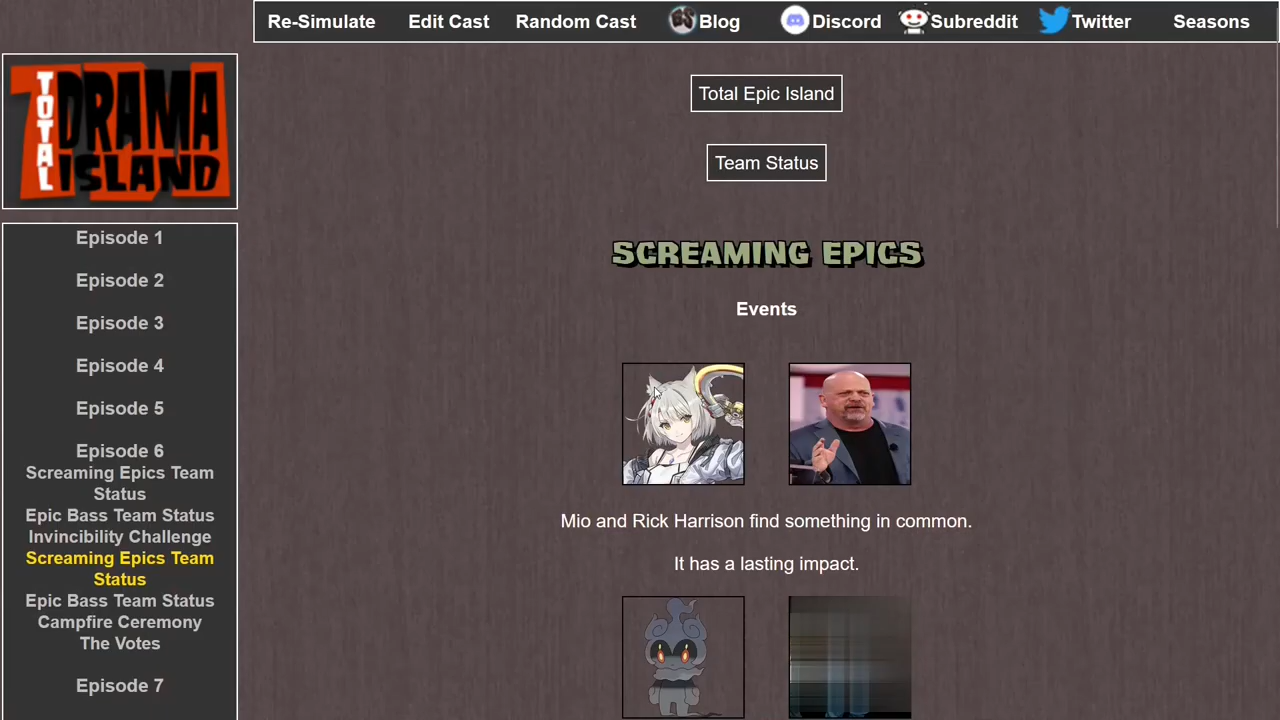 Re-Simulate Edit Cast Random Cast Blog Discord Subreddit Twitter Seasons
TOTAL
DRAMA
ISLAND
Episode 1
Episode 2
Episode 3
Episode 4
Episode 5
Episode 6
Screaming Epics Team
Status
Epic Bass Team Status
Invincibility Challenge
Screaming Epics Team
Status
Epic Bass Team Status
Campfire Ceremony
The Votes
Episode 7
Total Epic Island
Team Status
SCREAMING EPICS
Events
Mio and Rick Harrison find something in common.
It has a lasting impact.